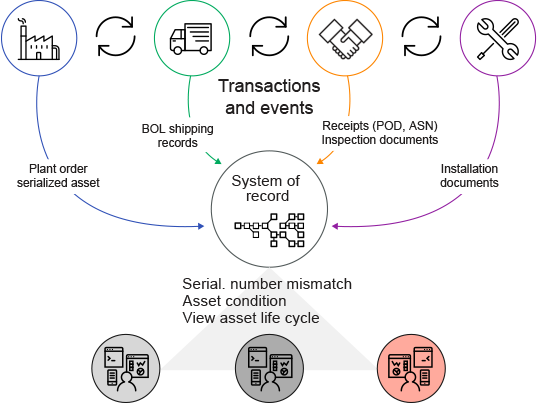 Transactions
and events
BOL shipping
records
Receipts (POD, ASN)
Inspection documents
Plant order
serialized asset
Installation
documents
System of
record
Serial. number mismatch
Asset condition
View asset life cycle